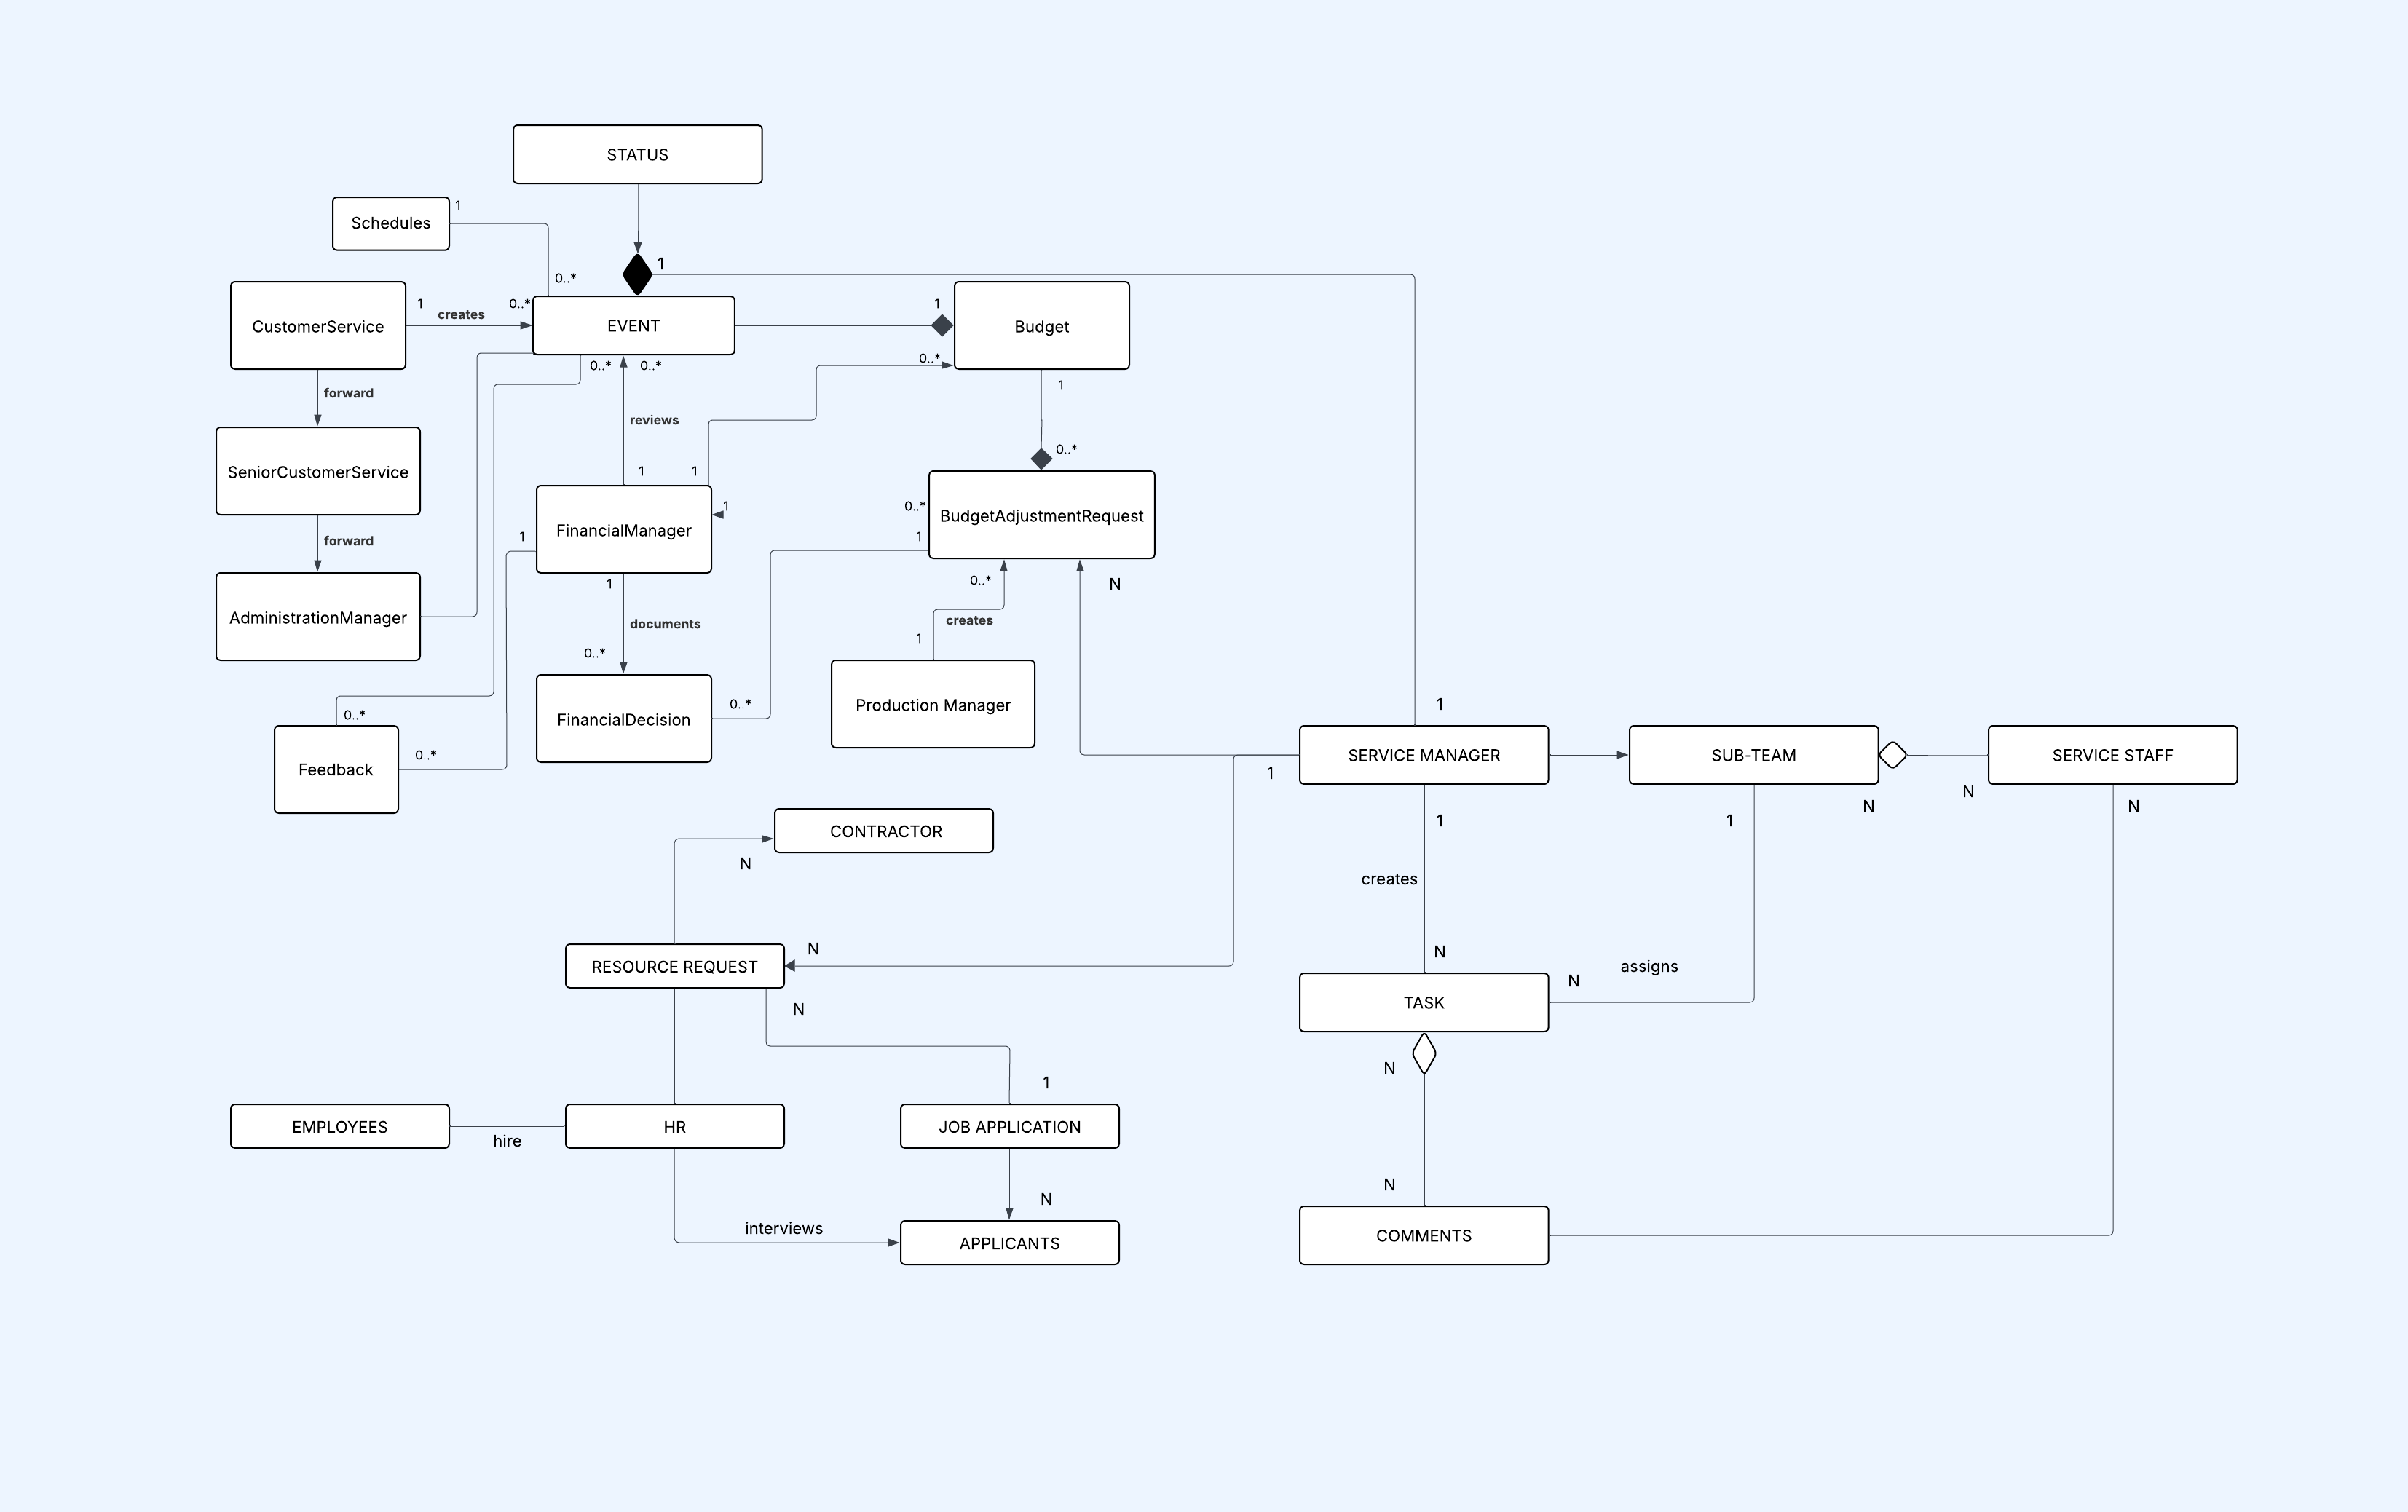 STATUS
Schedules
1
0..*
1
CustomerService
1
creates
0..*
EVENT
1
Budget
0..*
0..*
0..*
1
forward
reviews
SeniorCustomerService
1
1
0..*
FinancialManager
1
0..*
BudgetAdjustmentRequest
1
1
forward
1
0..*
N
AdministrationManager
documents
creates
1
0..*
FinancialDecision
0..*
Production Manager
0..*
Feedback
0..*
1
SERVICE MANAGER
1
SUB-TEAM
N
N
SERVICE STAFF
N
1
1
CONTRACTOR
N
creates
RESOURCE REQUEST
N
N
N
assigns
N
TASK
N
1
N
EMPLOYEES
hire
HR
JOB APPLICATION
N
N
interviews
APPLICANTS
COMMENTS